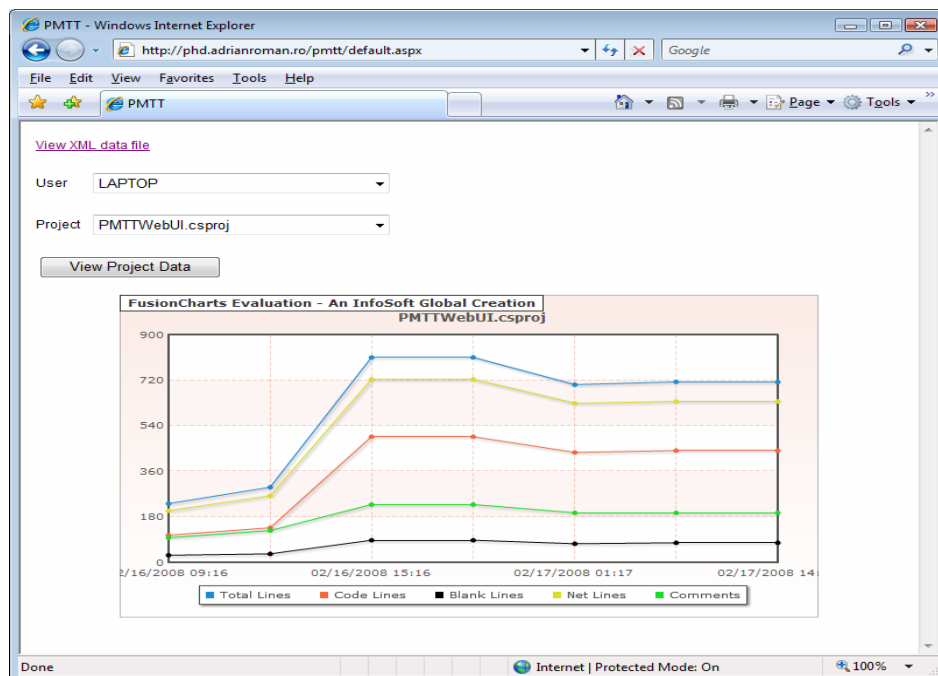 PMTT - Windows Internet Explorer
http://phd.adrianroman.ro/pmtt/default.aspx
Google
File Edit View Favorites Tools Help
PMTT
Page Tools »
View XML data file
User LAPTOP
Project PMTTWebUI.csproj
View Project Data
FusionCharts Evaluation - An InfoSoft Global Creation
PMTTWebUI.csproj
900
720
540
360
180
0
2/16/2008 09:16 02/16/2008 15:16 02/17/2008 01:17 02/17/2008 14:
Total Lines Code Lines Blank Lines Net Lines Comments
Done Internet | Protected Mode: On 100%